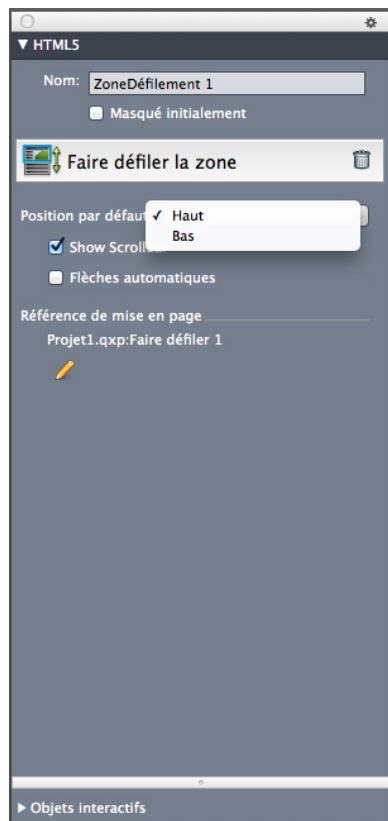 HTML5
Nom: ZoneDéfilement 1
Masqué initialement
Faire défiler la zone
Position par défau
Haut
Bas
Show Scroll
Flèches automatiques
Référence de mise en page
Projet1.qxp:Faire défiler 1
Objets interactifs